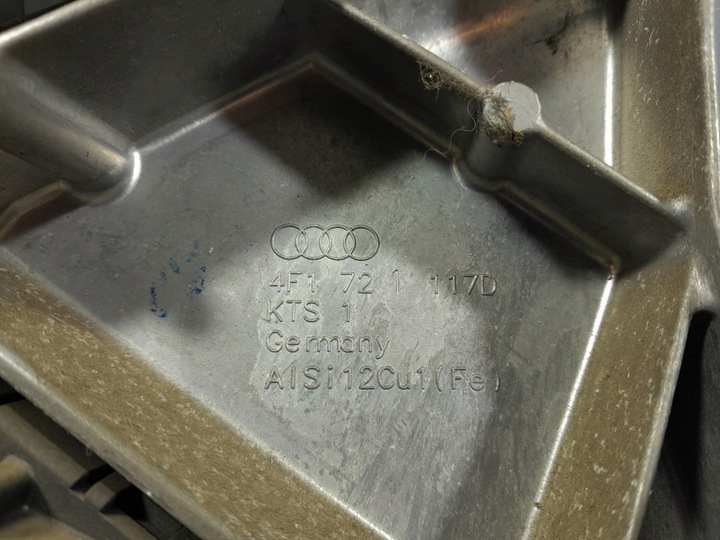 4F1 721 117D
KTS 1
Germany
AlSi12Cu1(Fe)